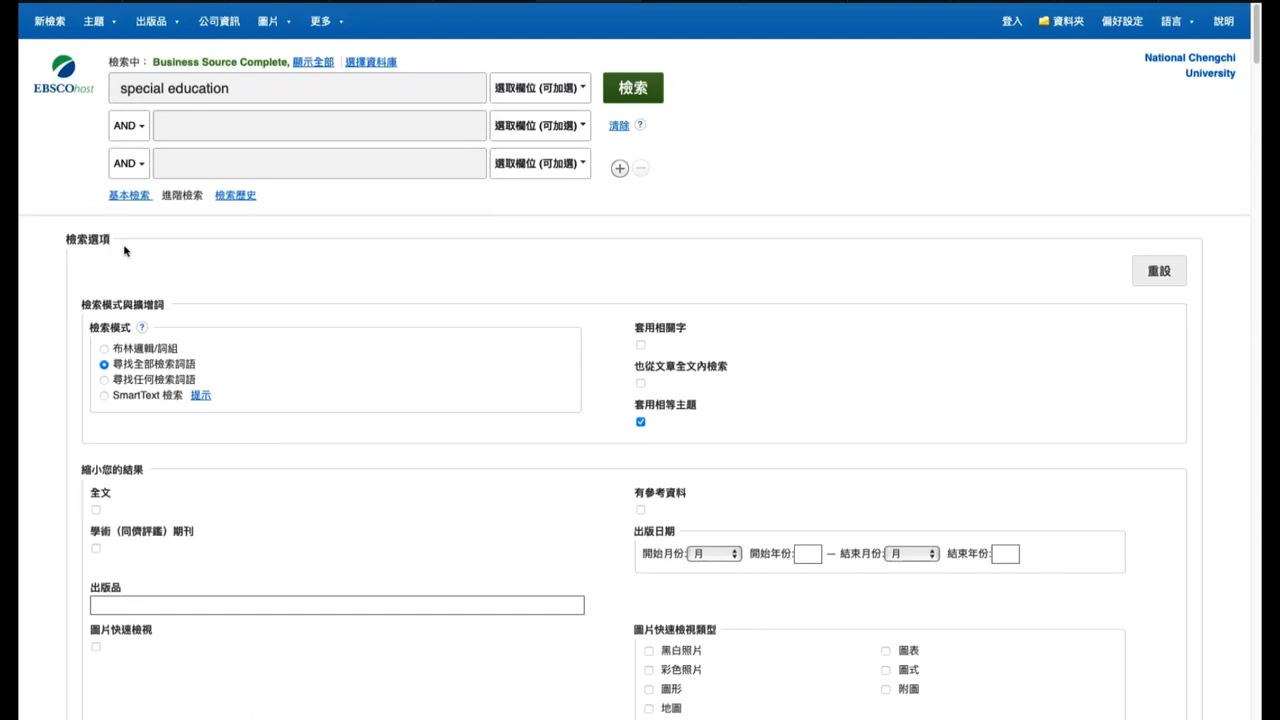 新檢索 主題 出版品 公司資訊 圖片 更多 登入 資料夾 偏好設定 語言 說明
檢索中： Business Source Complete, 顯示全部 選擇資料庫
National Chengchi
University
EBSCOhost
special education 選取欄位 (可加選) 檢索
AND 選取欄位 (可加選) 清除 ?
AND 選取欄位 (可加選)
基本檢索 進階檢索 檢索歷史
檢索選項
重設
檢索模式與擴增詞
檢索模式 ? 套用相關字
布林邏輯/詞組
尋找全部檢索詞語 也從文章全文內檢索
尋找任何檢索詞語
SmartText 檢索 提示 套用相等主題
縮小您的結果
全文 有參考資料
學術（同儕評鑑）期刊 出版日期
開始月份: 月 開始年份: — 結束月份: 月 結束年份:
出版品
圖片快速檢視 圖片快速檢視類型
黑白照片 圖表
彩色照片 圖式
圖形 附圖
地圖